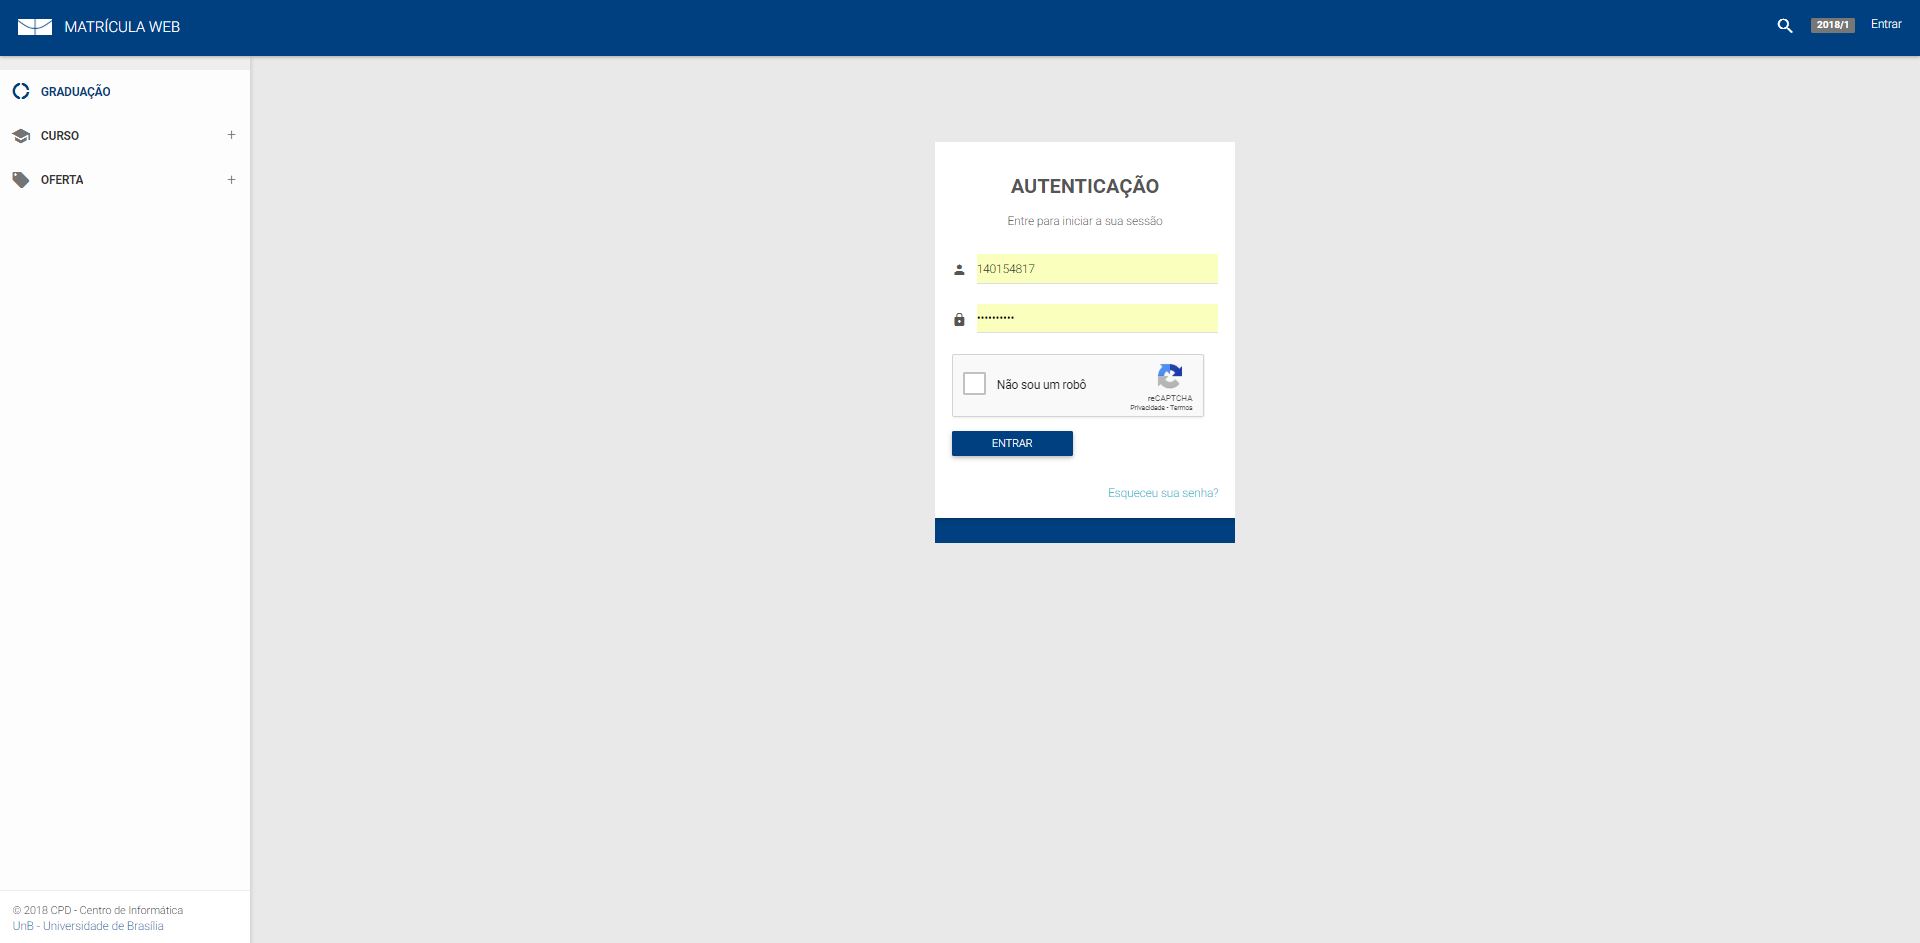 MATRÍCULA WEB
2018/1 Entrar
GRADUAÇÃO
CURSO +
OFERTA +
AUTENTICAÇÃO
Entre para iniciar a sua sessão
140154817
••••••••••
Não sou um robô
reCAPTCHA
Privacidade - Termos
ENTRAR
Esqueceu sua senha?
© 2018 CPD - Centro de Informática
UnB - Universidade de Brasília